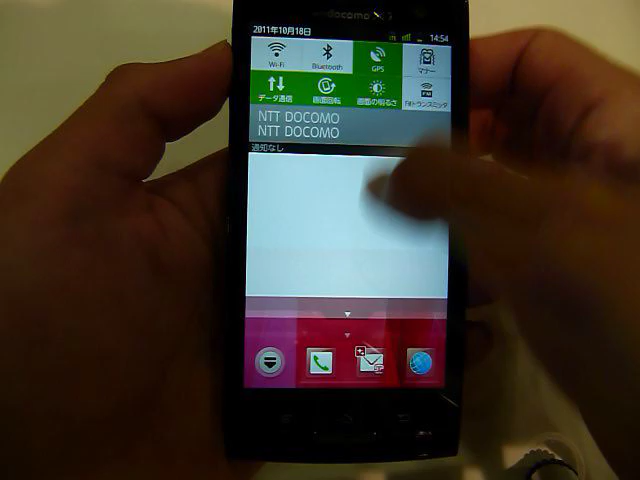 docomo
2011年10月18日
14:54
Wi-Fi
Bluetooth
GPS
マナー
データ通信
画面回転
画面の明るさ
FM
FMトランスミッタ
NTT DOCOMO
NTT DOCOMO
通知なし